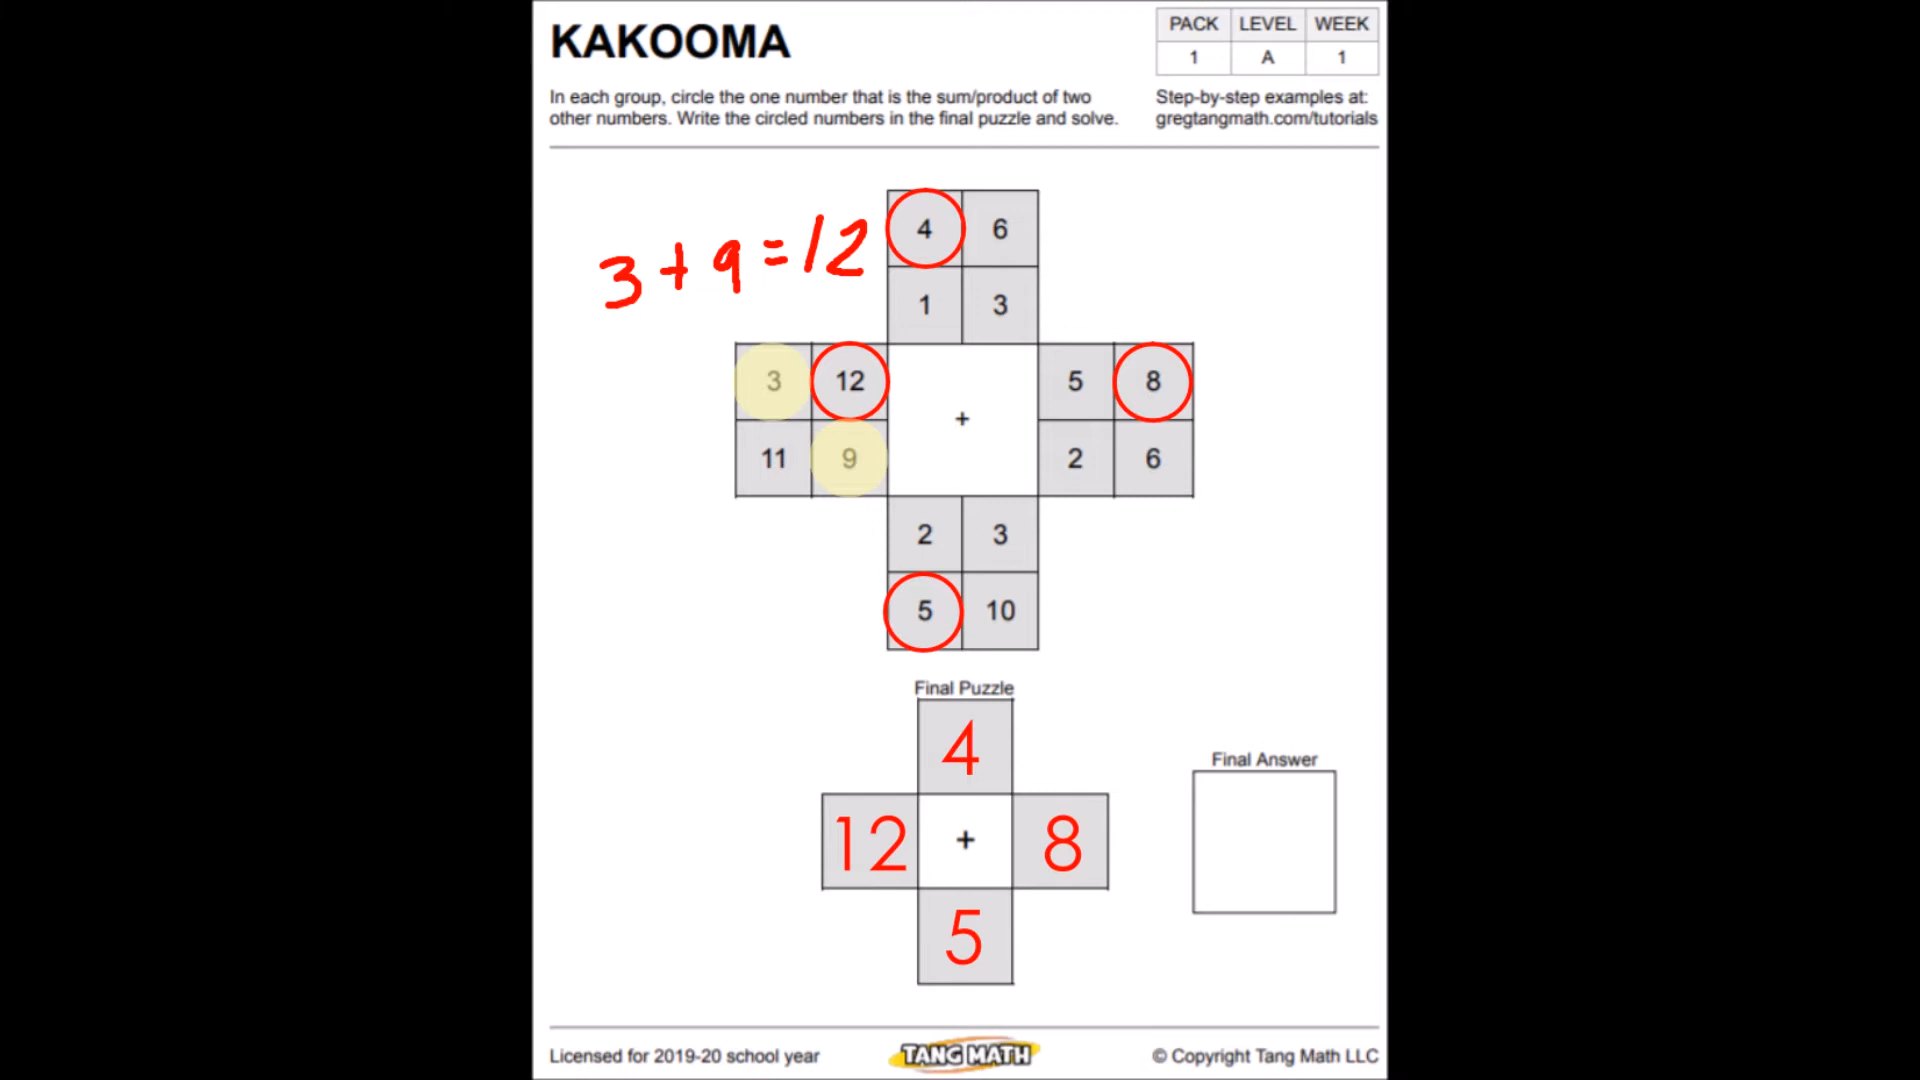 KAKOOMA
PACK LEVEL WEEK
1 A 1
In each group, circle the one number that is the sum/product of two
other numbers. Write the circled numbers in the final puzzle and solve.
Step-by-step examples at:
gregtangmath.com/tutorials
3 + 9 = 12
4 6
1 3
3 12
11 9
+
5 8
2 6
2 3
5 10
Final Puzzle
4
12 + 8
5
Final Answer
Licensed for 2019-20 school year
TANG MATH
© Copyright Tang Math LLC